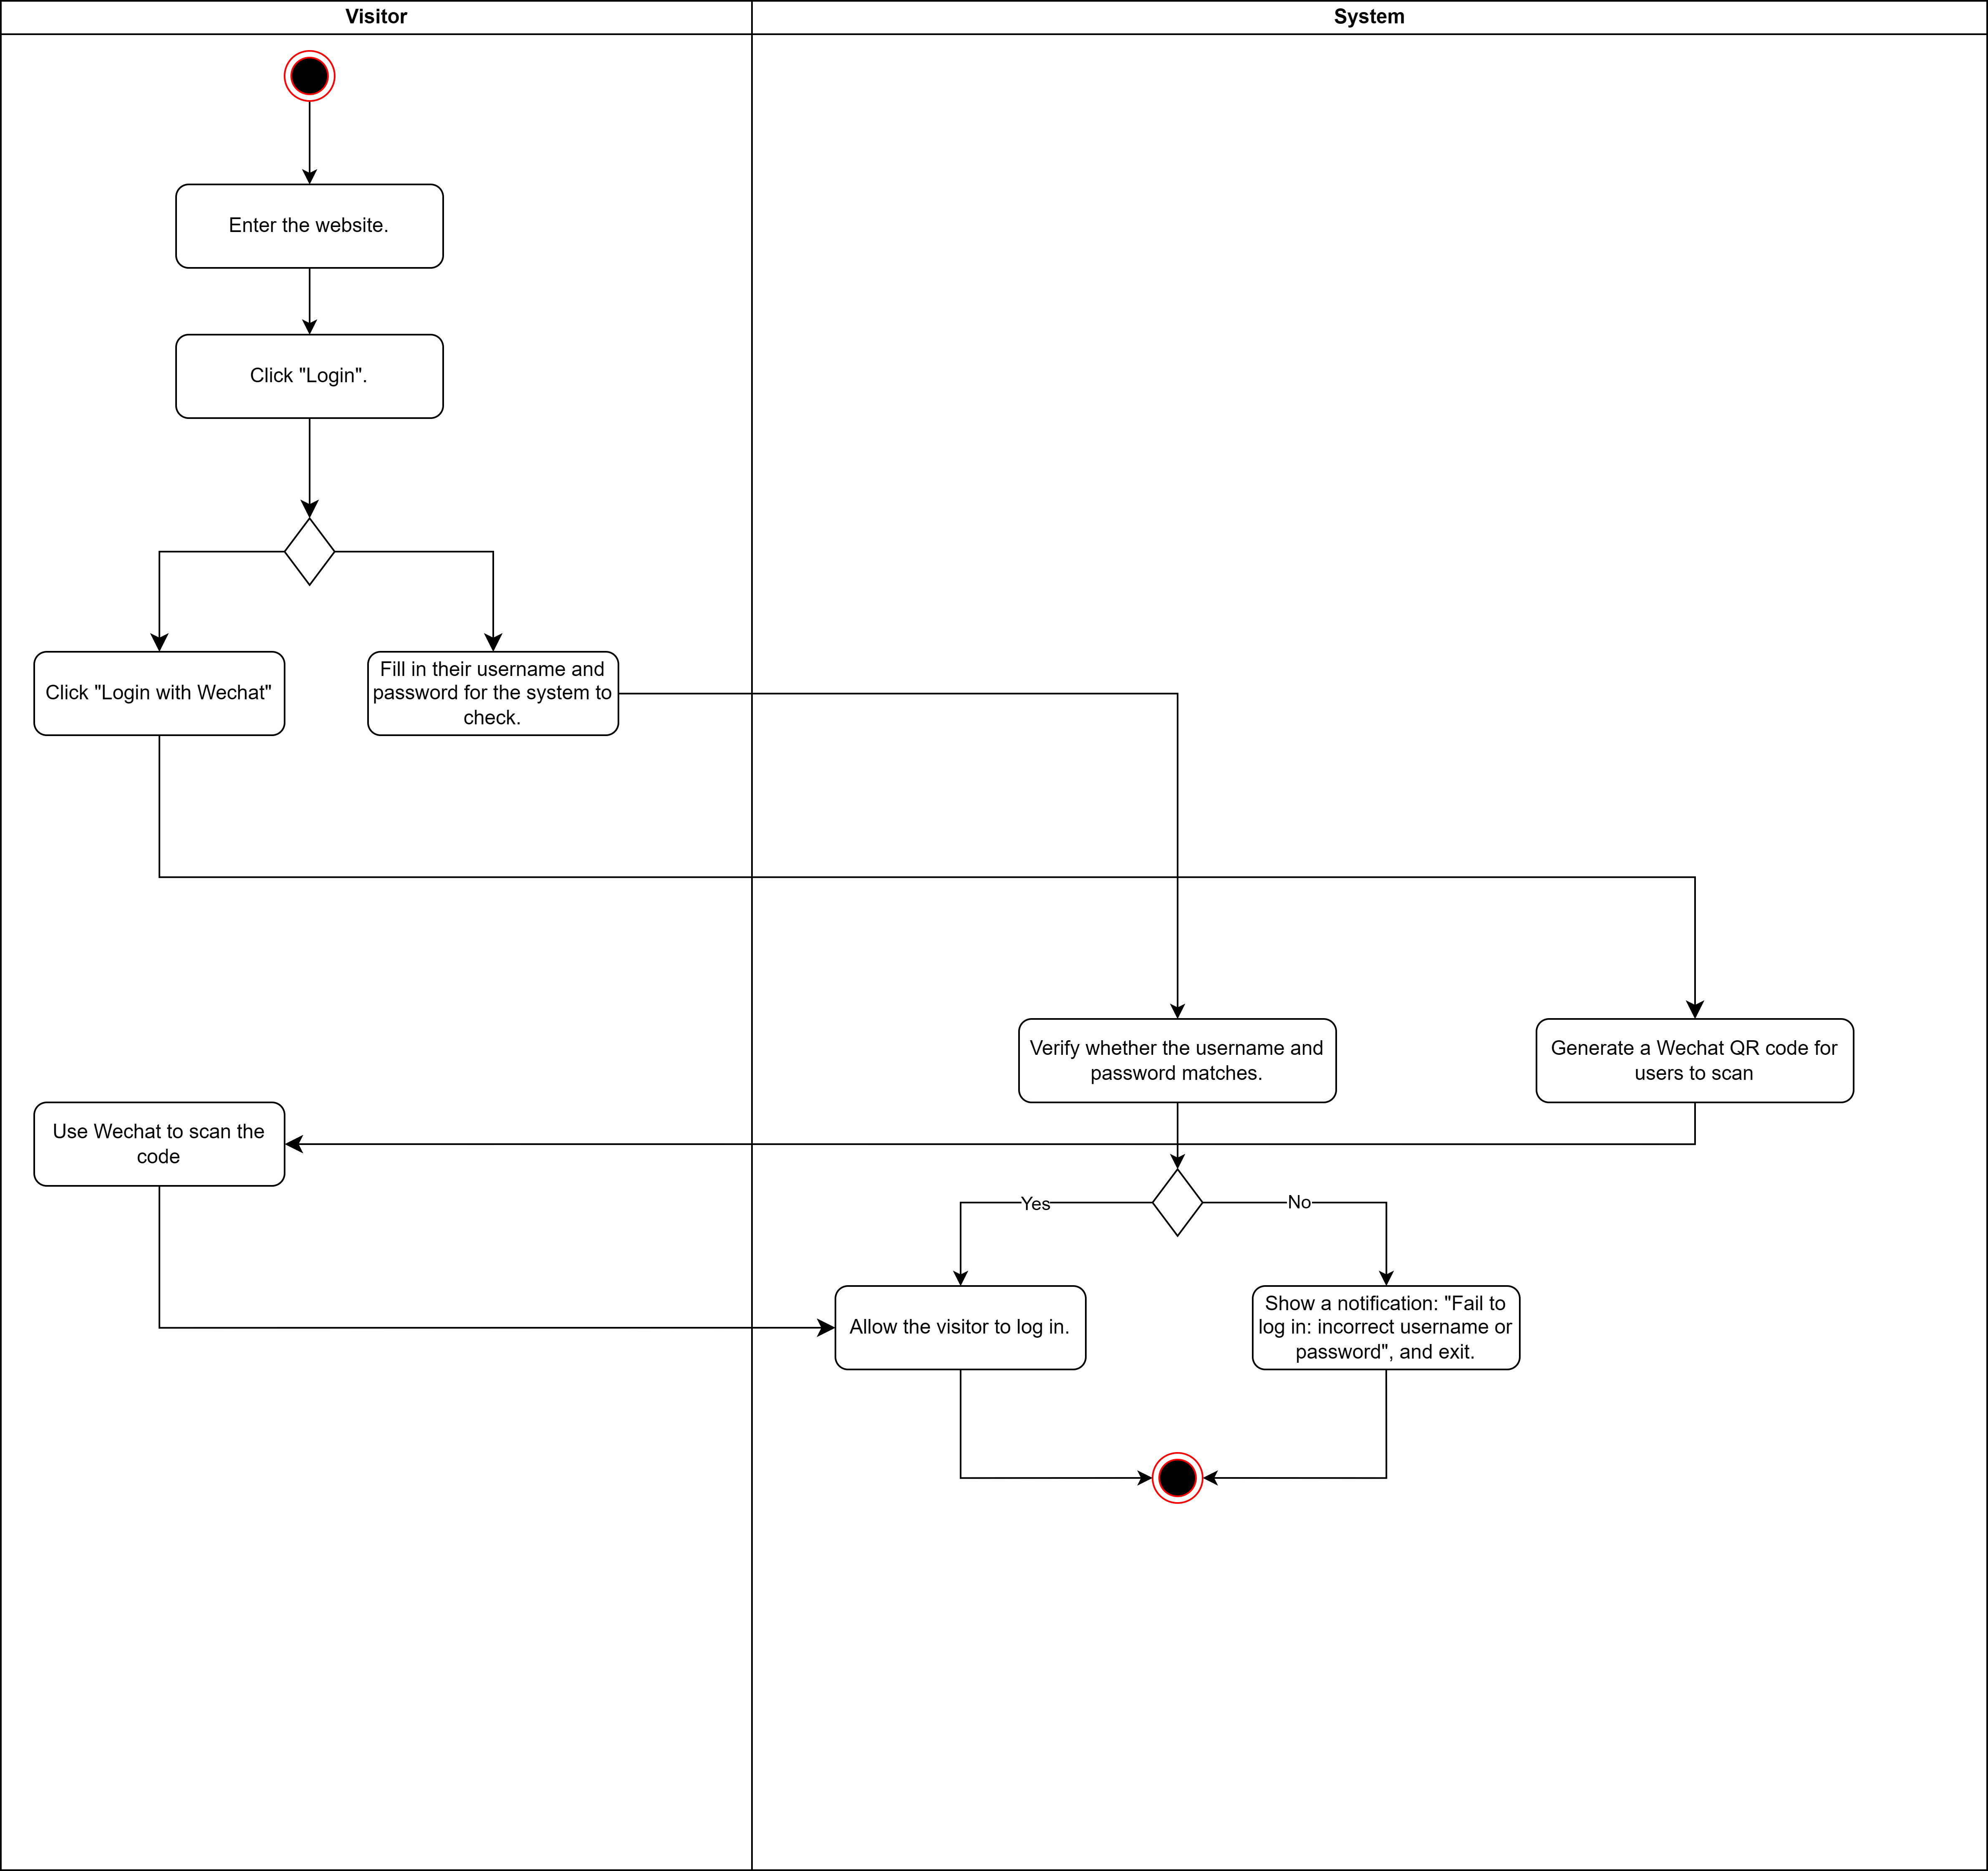 Visitor
System
Enter the website.
Click "Login".
Click "Login with Wechat"
Fill in their username and
password for the system to
check.
Verify whether the username and
password matches.
Generate a Wechat QR code for
users to scan
Use Wechat to scan the
code
Yes
No
Allow the visitor to log in.
Show a notification: "Fail to
log in: incorrect username or
password", and exit.